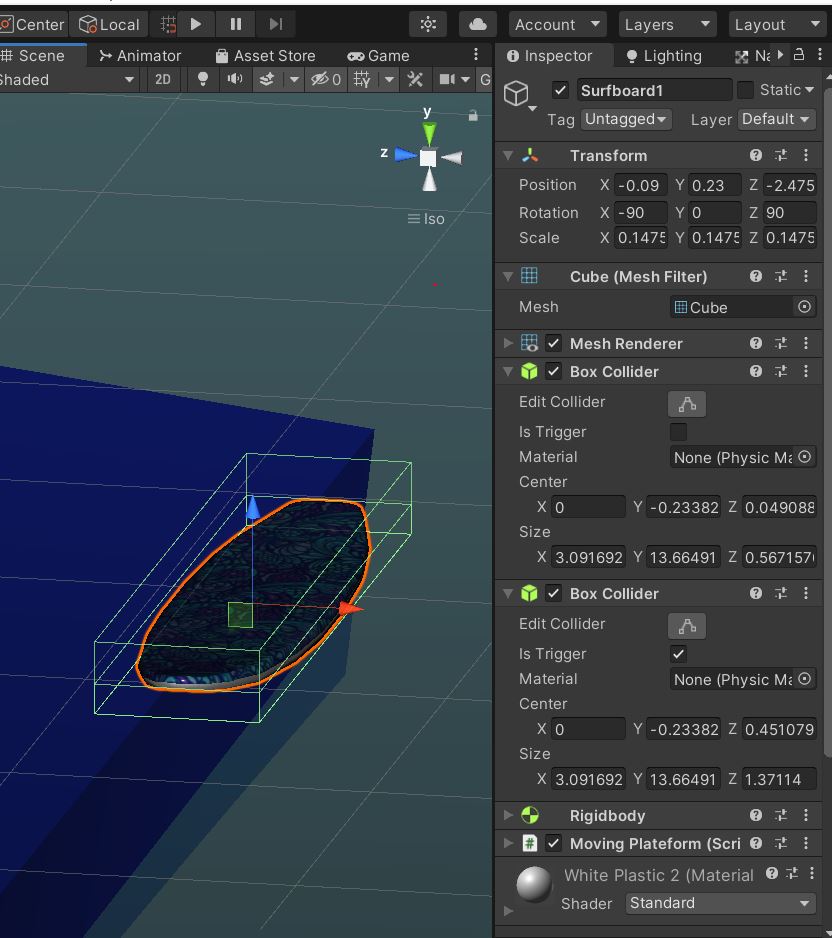 Center Local Account Layers Layout
Scene Animator Asset Store Game
Shaded 2D 0 G
y
z
Iso
Inspector Lighting Na
Surfboard1 Static
Tag Untagged Layer Default
Transform
Position X -0.09 Y 0.23 Z -2.475
Rotation X -90 Y 0 Z 90
Scale X 0.1475 Y 0.1475 Z 0.1475
Cube (Mesh Filter)
Mesh Cube
Mesh Renderer
Box Collider
Edit Collider
Is Trigger
Material None (Physic Ma
Center
X 0 Y -0.23382 Z 0.049088
Size
X 3.091692 Y 13.66491 Z 0.567157
Box Collider
Edit Collider
Is Trigger
Material None (Physic Ma
Center
X 0 Y -0.23382 Z 0.451079
Size
X 3.091692 Y 13.66491 Z 1.37114
Rigidbody
# Moving Plateform (Scri
White Plastic 2 (Material
Shader Standard